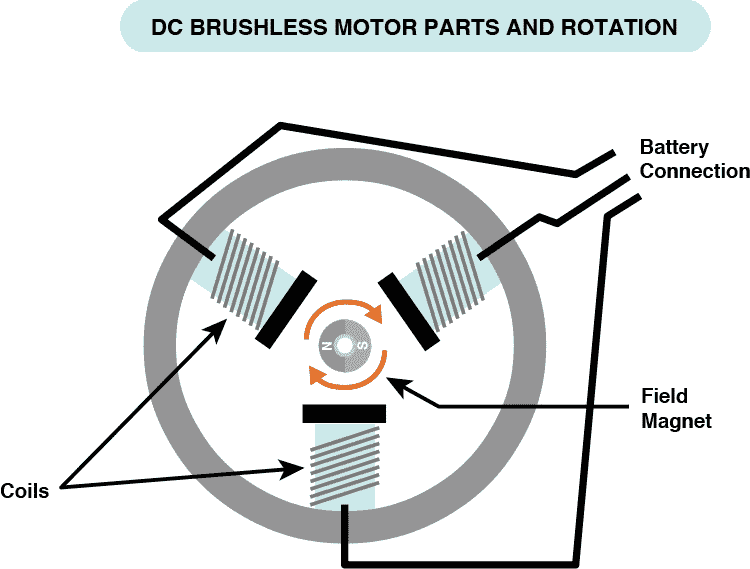 DC BRUSHLESS MOTOR PARTS AND ROTATION
Battery
Connection
N
S
Field
Magnet
Coils